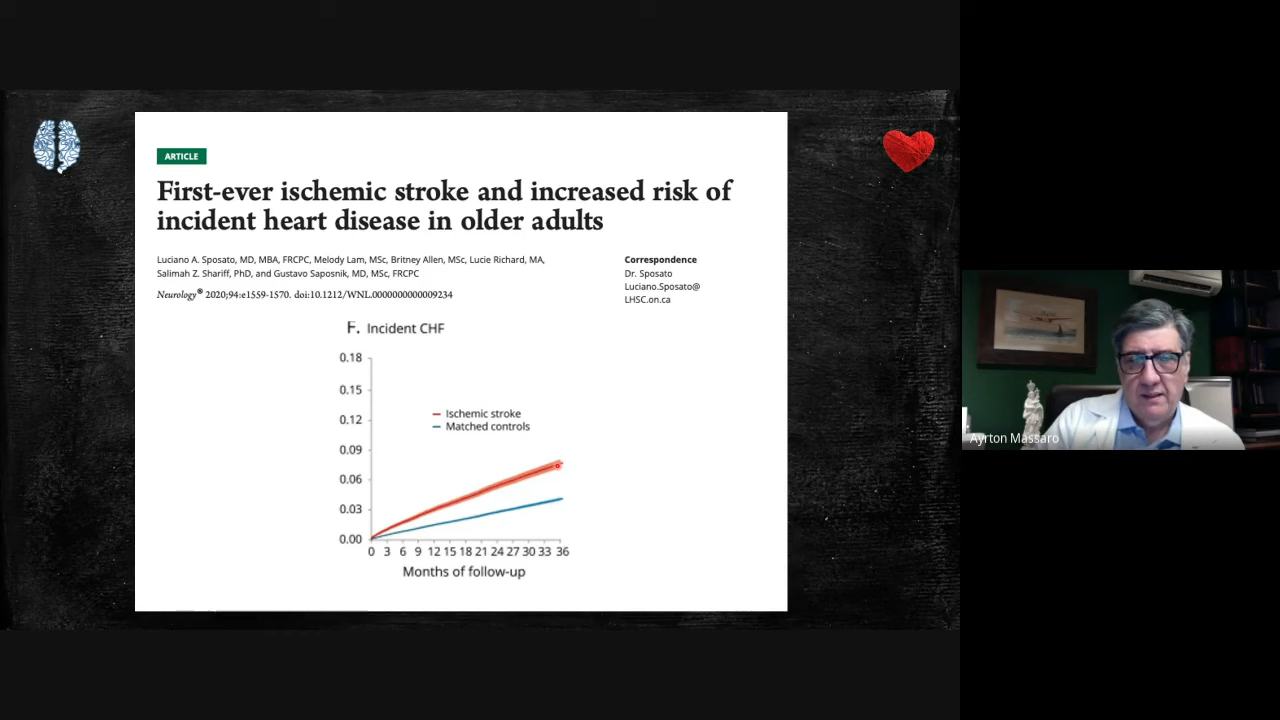 ARTICLE
First-ever ischemic stroke and increased risk of
incident heart disease in older adults
Luciano A. Sposato, MD, MBA, FRCPC, Melody Lam, MSc, Britney Allen, MSc, Lucie Richard, MA,
Salimah Z. Shariff, PhD, and Gustavo Saposnik, MD, MSc, FRCPC
Neurology® 2020;94:e1559-1570. doi:10.1212/WNL.0000000000009234
Correspondence
Dr. Sposato
Luciano.Sposato@
LHSC.on.ca
F. Incident CHF
0.18
0.15
0.12
0.09
0.06
0.03
0.00
Ischemic stroke
Matched controls
0 3 6 9 12 15 18 21 24 27 30 33 36
Months of follow-up
Ayrton Massaro